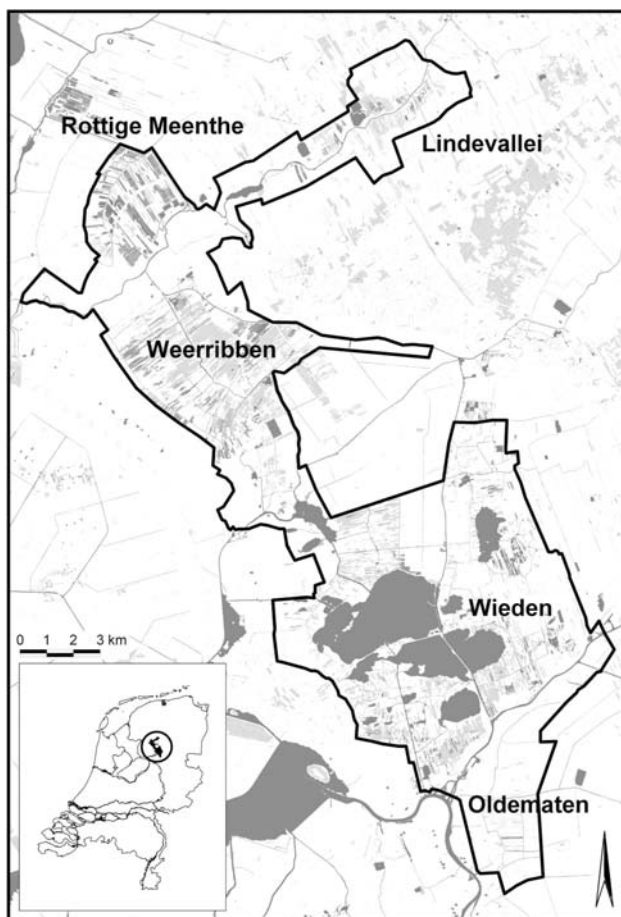 Rottige Meenthe
Lindevallei
Weerribben
Wieden
0 1 2 3 km
Oldematen